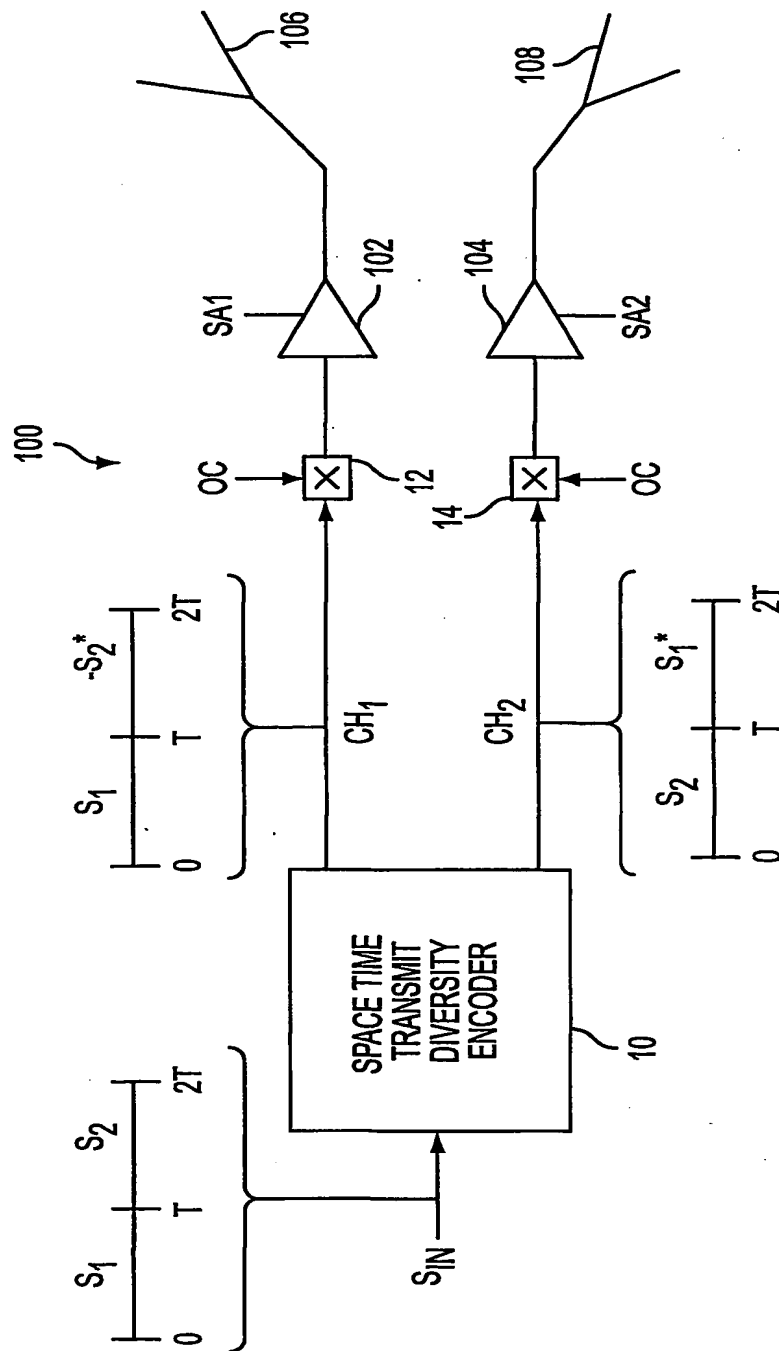 100
S1 S2
0 T 2T
SIN
SPACE TIME
TRANSMIT
DIVERSITY
ENCODER
10
S1 -S2*
0 T 2T
CH1
OC
12
SA1
102
106
CH2
S2 S1*
0 T 2T
14
OC
104
SA2
108